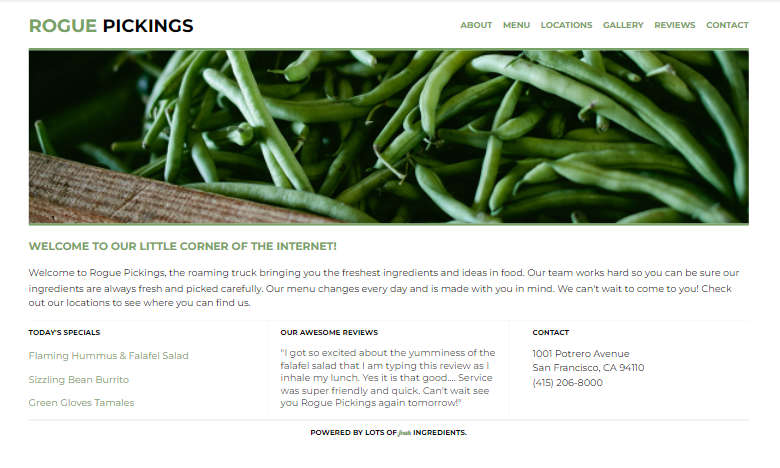 ROGUE PICKINGS
ABOUT MENU LOCATIONS GALLERY REVIEWS CONTACT
WELCOME TO OUR LITTLE CORNER OF THE INTERNET!
Welcome to Rogue Pickings, the roaming truck bringing you the freshest ingredients and ideas in food. Our team works hard so you can be sure our
ingredients are always fresh and picked carefully. Our menu changes every day and is made with you in mind. We can't wait to come to you! Check
out our locations to see where you can find us.
TODAY'S SPECIALS
Flaming Hummus & Falafel Salad
Sizzling Bean Burrito
Green Gloves Tamales
OUR AWESOME REVIEWS
"I got so excited about the yumminess of the
falafel salad that I am typing this review as I
inhale my lunch. Yes it is that good.... Service
was super friendly and quick. Can't wait see
you Rogue Pickings again tomorrow!"
CONTACT
1001 Potrero Avenue
San Francisco, CA 94110
(415) 206-8000
POWERED BY LOTS OF fresh INGREDIENTS.